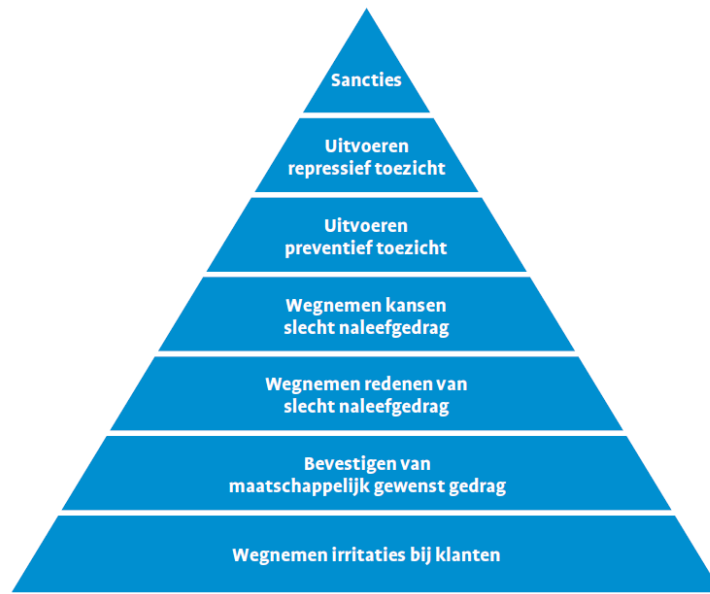 Sancties
Uitvoeren
repressief toezicht
Uitvoeren
preventief toezicht
Wegnemen kansen
slecht naleefgedrag
Wegnemen redenen van
slecht naleefgedrag
Bevestigen van
maatschappelijk gewenst gedrag
Wegnemen irritaties bij klanten